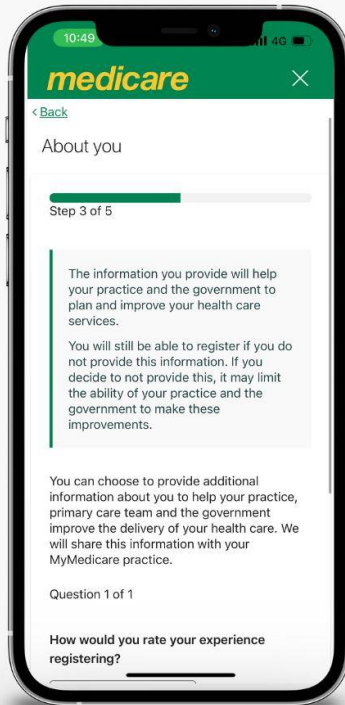 10:49
4G
medicare
< Back
About you
Step 3 of 5
The information you provide will help
your practice and the government to
plan and improve your health care
services.
You will still be able to register if you do
not provide this information. If you
decide to not provide this, it may limit
the ability of your practice and the
government to make these
improvements.
You can choose to provide additional
information about you to help your practice,
primary care team and the government
improve the delivery of your health care. We
will share this information with your
MyMedicare practice.
Question 1 of 1
How would you rate your experience
registering?